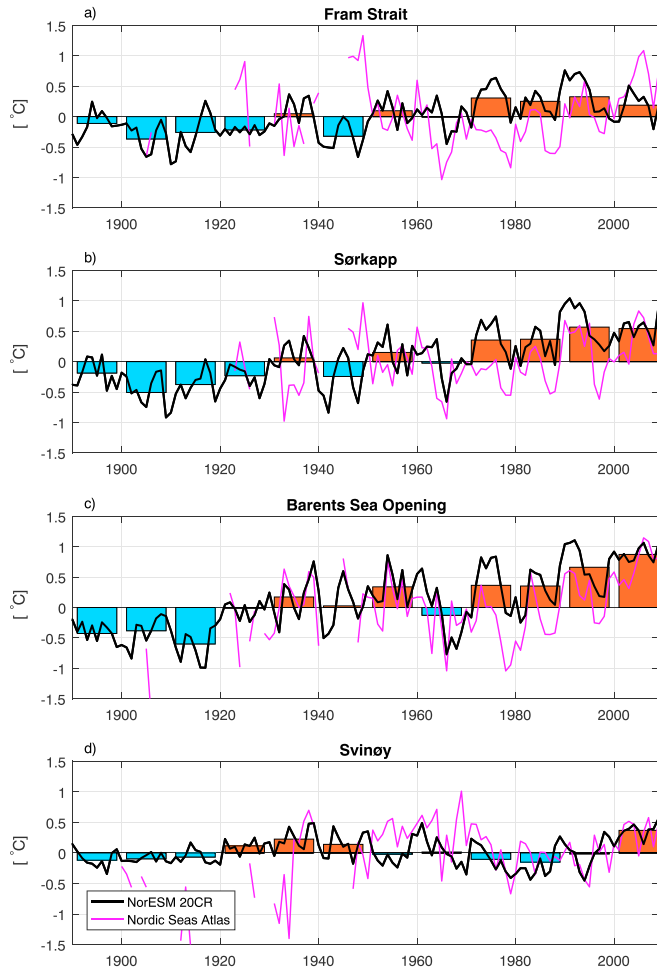 a) Fram Strait
1.5
1
0.5
0
-0.5
-1
-1.5
[ °C]
1900 1920 1940 1960 1980 2000
b) Sørkapp
1.5
1
0.5
0
-0.5
-1
-1.5
[ °C]
1900 1920 1940 1960 1980 2000
c) Barents Sea Opening
1.5
1
0.5
0
-0.5
-1
-1.5
[ °C]
1900 1920 1940 1960 1980 2000
d) Svinøy
1.5
1
0.5
0
-0.5
-1
-1.5
[ °C]
NorESM 20CR
Nordic Seas Atlas
1900 1920 1940 1960 1980 2000